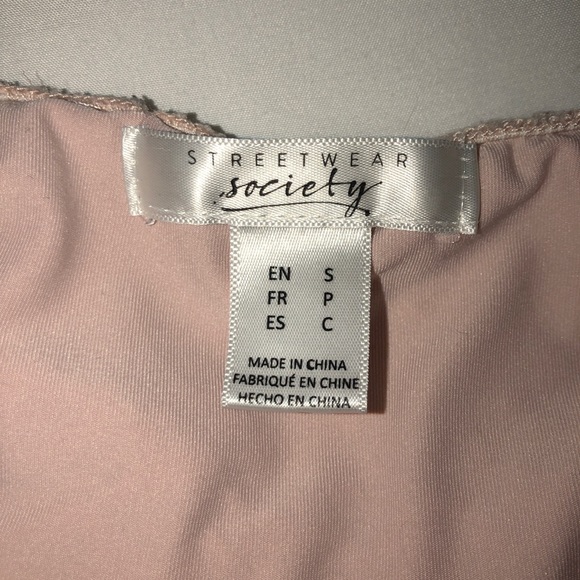 STREETWEAR
society
EN S
FR P
ES C
MADE IN CHINA
FABRIQUÉ EN CHINE
HECHO EN CHINA